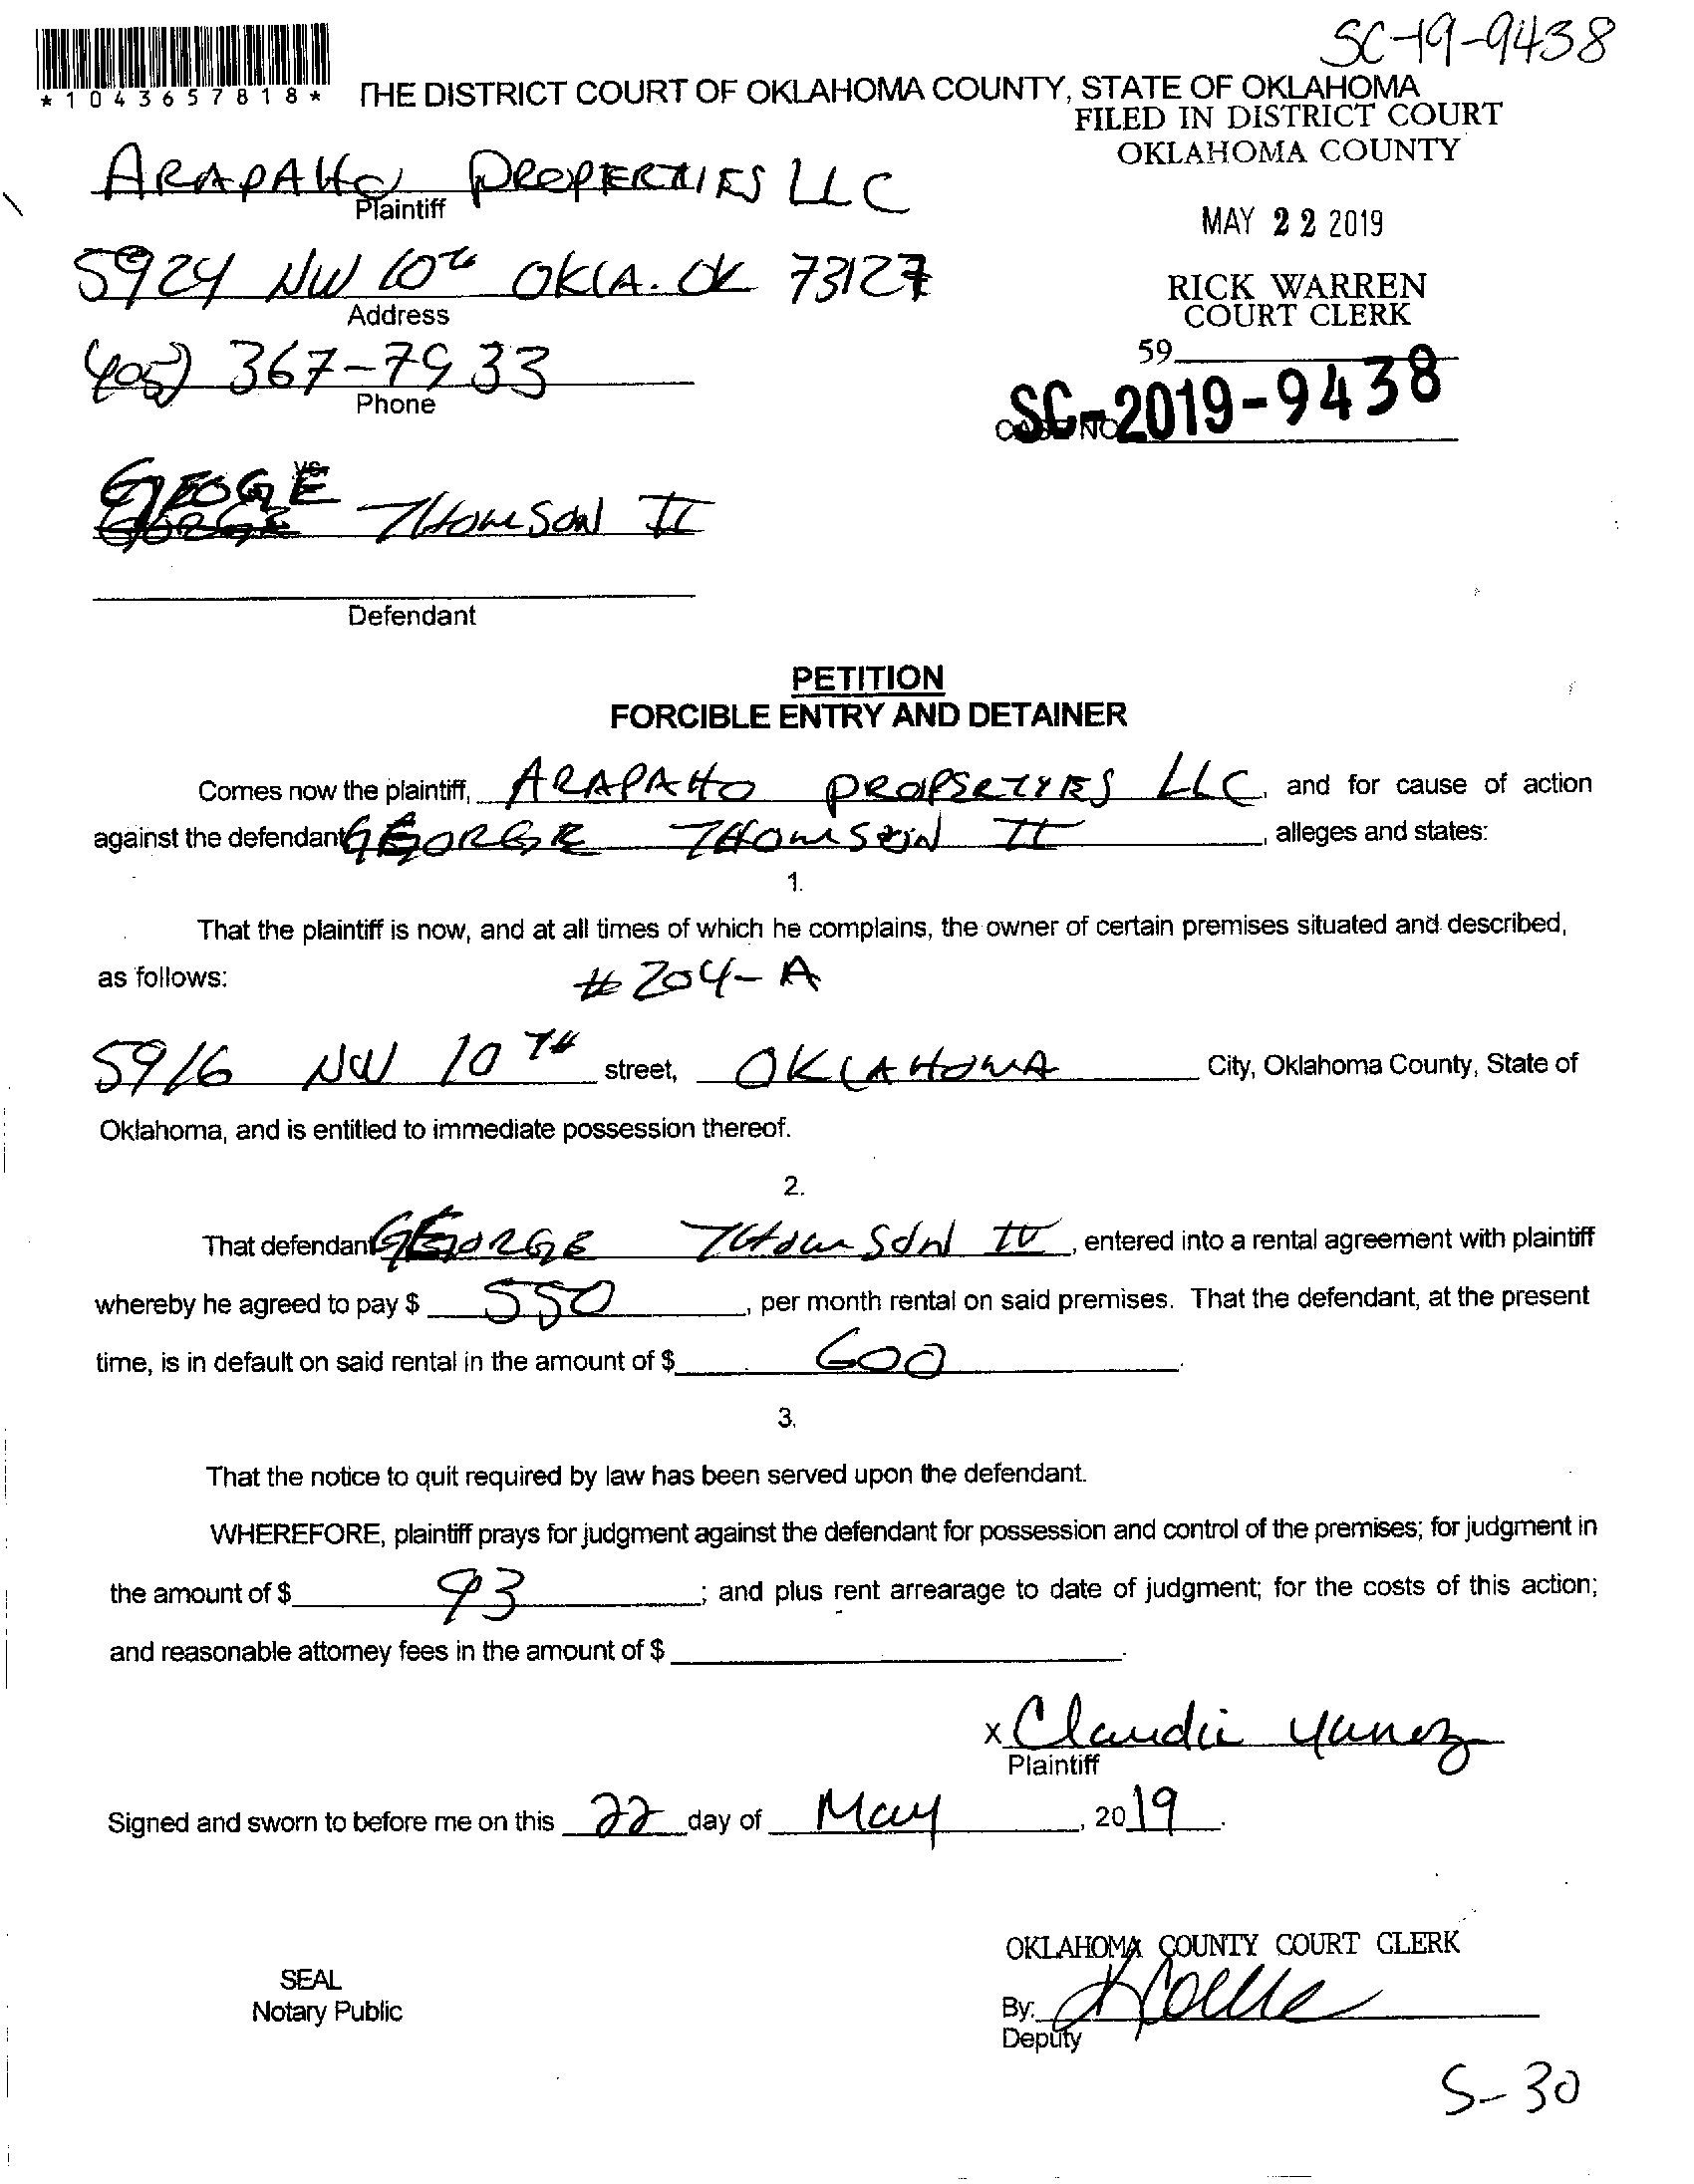 SC-19-9438
*1043657818*
THE DISTRICT COURT OF OKLAHOMA COUNTY, STATE OF OKLAHOMA
FILED IN DISTRICT COURT
OKLAHOMA COUNTY
ARAPAHO PROPERTIES LLC
Plaintiff
MAY 22 2019
5924 NW 10th OKLA. OK 73127
Address
RICK WARREN
COURT CLERK
(405) 367-7933
Phone
59
SC-2019-9438
vs.
GEOGE
THOMSON II
Defendant
PETITION
FORCIBLE ENTRY AND DETAINER
Comes now the plaintiff, ARAPAHO PROPERTIES LLC, and for cause of action
against the defendant GEORGE THOMSON II, alleges and states:
1.
That the plaintiff is now, and at all times of which he complains, the owner of certain premises situated and described,
as follows: # 204-A
5916 NW 10TH street, OKLAHOMA City, Oklahoma County, State of
Oklahoma, and is entitled to immediate possession thereof.
2.
That defendant GEORGE THOMSON IV, entered into a rental agreement with plaintiff
whereby he agreed to pay $ 550, per month rental on said premises. That the defendant, at the present
time, is in default on said rental in the amount of $ 600.
3.
That the notice to quit required by law has been served upon the defendant.
WHEREFORE, plaintiff prays for judgment against the defendant for possession and control of the premises; for judgment in
the amount of $ 93; and plus rent arrearage to date of judgment; for the costs of this action;
and reasonable attorney fees in the amount of $
x Claudia Yanez
Plaintiff
Signed and sworn to before me on this 22 day of May, 2019.
OKLAHOMA COUNTY COURT CLERK
SEAL
Notary Public
By:
Deputy
S-30